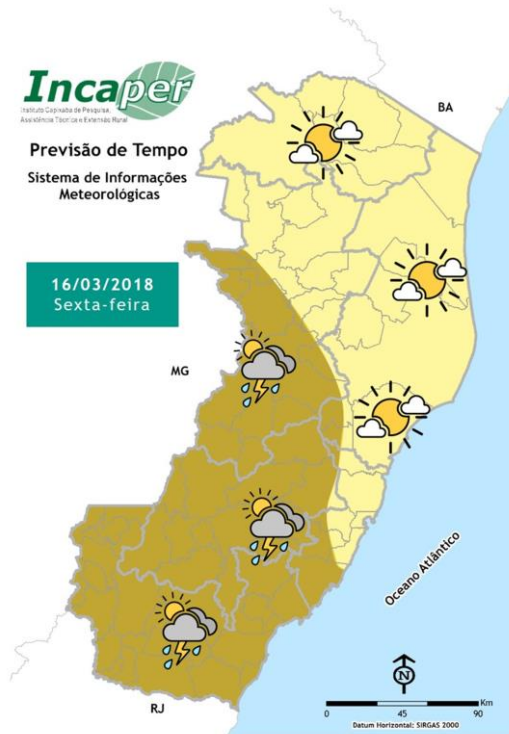 Incaper
Instituto Capixaba de Pesquisa,
Assistência Técnica e Extensão Rural
Previsão de Tempo
Sistema de Informações
Meteorológicas
16/03/2018
Sexta-feira
BA
MG
RJ
Oceano Atlântico
N
Km
0 45 90
Datum Horizontal: SIRGAS 2000